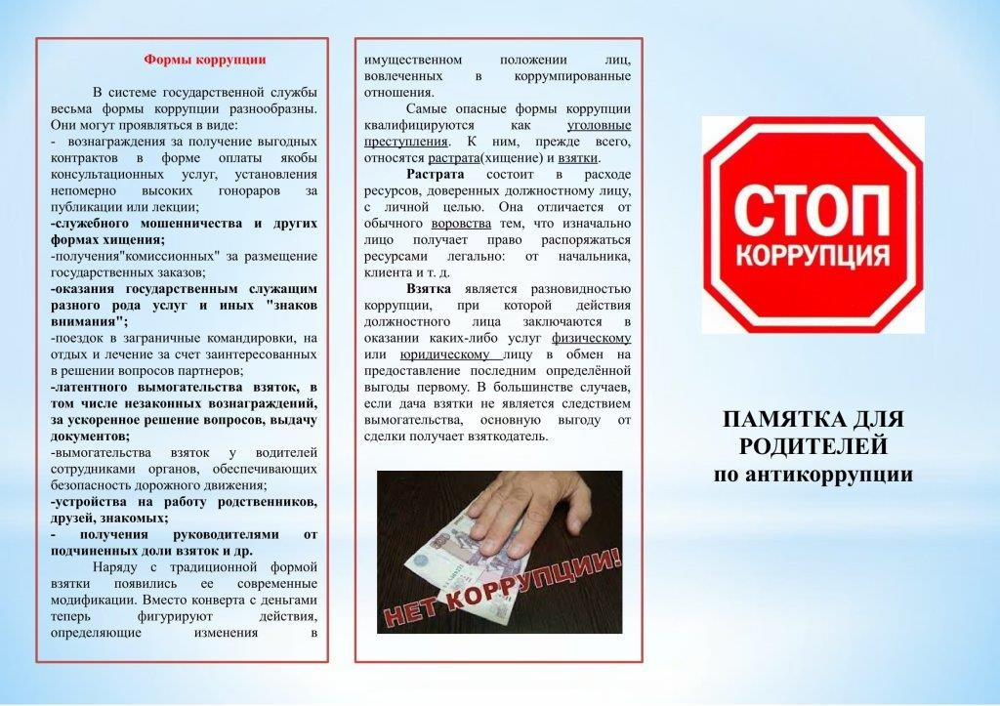 Формы коррупции
В системе государственной службы
весьма формы коррупции разнообразны.
Они могут проявляться в виде:
- вознаграждения за получение выгодных
контрактов в форме оплаты якобы
консультационных услуг, установления
непомерно высоких гонораров за
публикации или лекции;
-служебного мошенничества и других
формах хищения;
-получения"комиссионных" за размещение
государственных заказов;
-оказания государственным служащим
разного рода услуг и иных "знаков
внимания";
-поездок в заграничные командировки, на
отдых и лечение за счет заинтересованных
в решении вопросов партнеров;
-латентного вымогательства взяток, в
том числе незаконных вознаграждений,
за ускоренное решение вопросов, выдачу
документов;
-вымогательства взяток у водителей
сотрудниками органов, обеспечивающих
безопасность дорожного движения;
-устройства на работу родственников,
друзей, знакомых;
- получения руководителями от
подчиненных доли взяток и др.
Наряду с традиционной формой
взятки появились ее современные
модификации. Вместо конверта с деньгами
теперь фигурируют действия,
определяющие изменения в
имущественном положении лиц,
вовлеченных в коррумпированные
отношения.
Самые опасные формы коррупции
квалифицируются как уголовные
преступления. К ним, прежде всего,
относятся растрата(хищение) и взятки.
Растрата состоит в расходе
ресурсов, доверенных должностному лицу,
с личной целью. Она отличается от
обычного воровства тем, что изначально
лицо получает право распоряжаться
ресурсами легально: от начальника,
клиента и т. д.
Взятка является разновидностью
коррупции, при которой действия
должностного лица заключаются в
оказании каких-либо услуг физическому
или юридическому лицу в обмен на
предоставление последним определённой
выгоды первому. В большинстве случаев,
если дача взятки не является следствием
вымогательства, основную выгоду от
сделки получает взяткодатель.
НЕТ КОРРУПЦИИ!
СТОП
КОРРУПЦИЯ
ПАМЯТКА ДЛЯ
РОДИТЕЛЕЙ
по антикоррупции